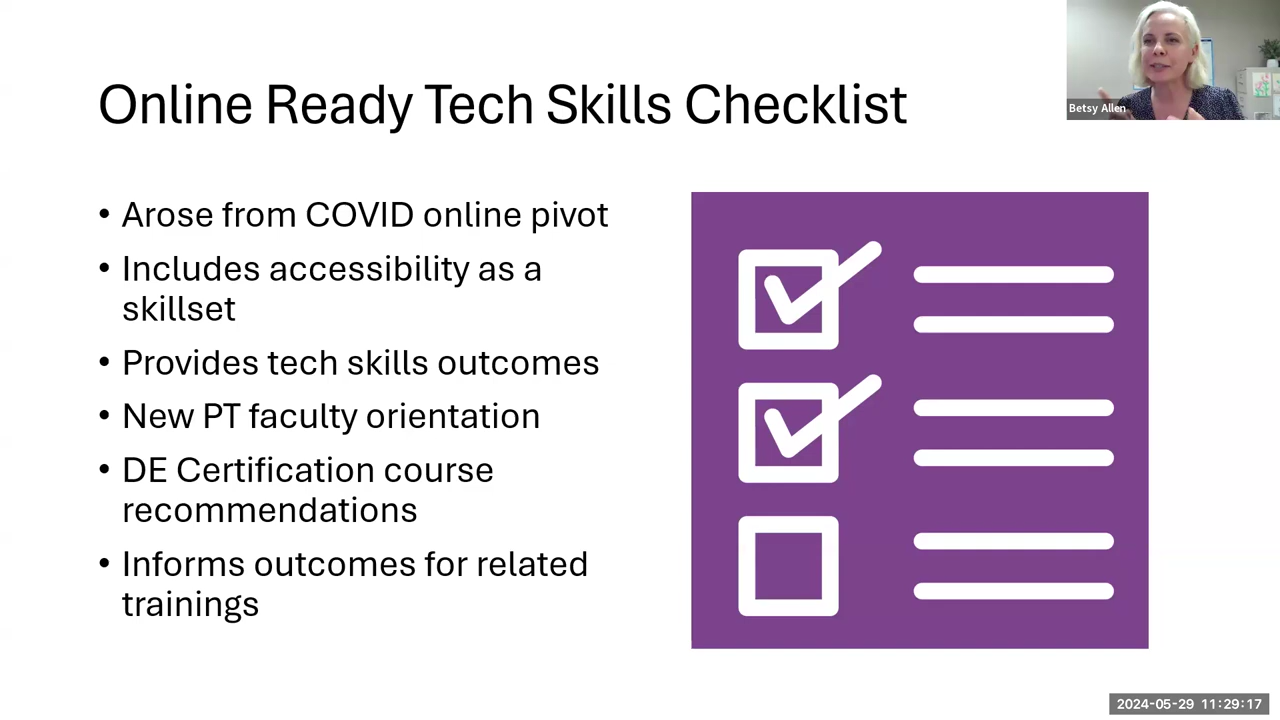 Online Ready Tech Skills Checklist
Betsy Allen
• Arose from COVID online pivot
• Includes accessibility as a
skillset
• Provides tech skills outcomes
• New PT faculty orientation
• DE Certification course
recommendations
• Informs outcomes for related
trainings
2024-05-29 11:29:17